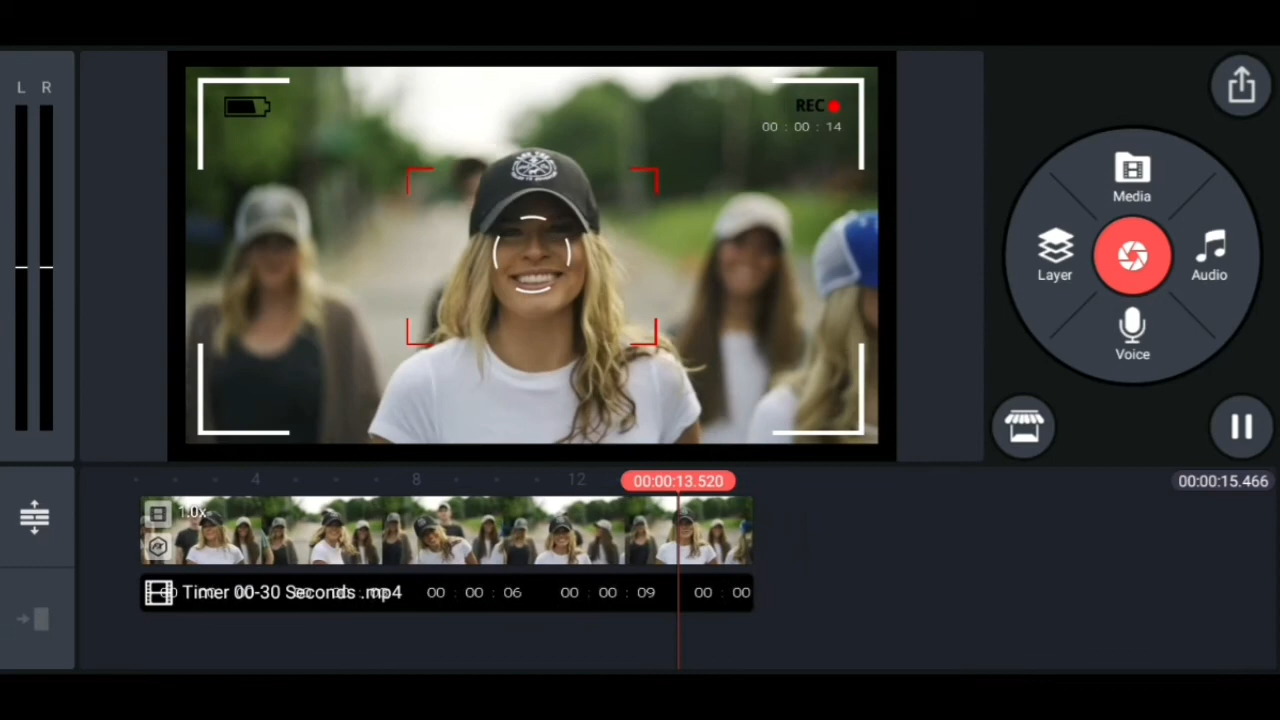 L R
REC
00 : 00 : 14
Media
Layer
Audio
Voice
4 8 12
00:00:13.520
00:00:15.466
1.0x
Timer 00-30 Seconds .mp4
00 : 00 : 06
00 : 00 : 09
00 : 00